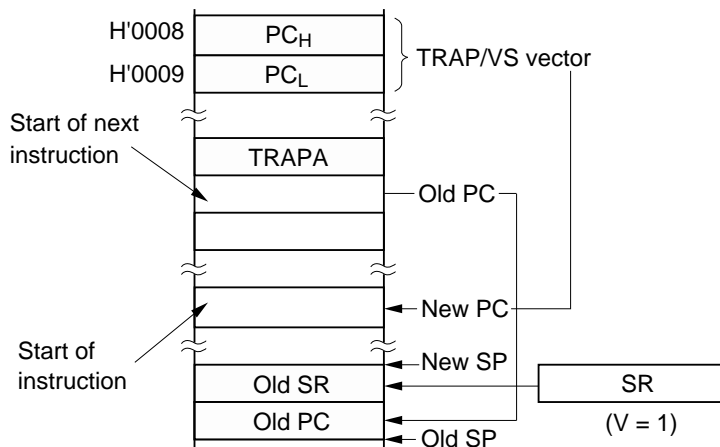 H'0008
PCH
TRAP/VS vector
H'0009
PCL
Start of next
instruction
TRAPA
Old PC
New PC
Start of
instruction
New SP
Old SR
SR
Old PC
(V = 1)
Old SP